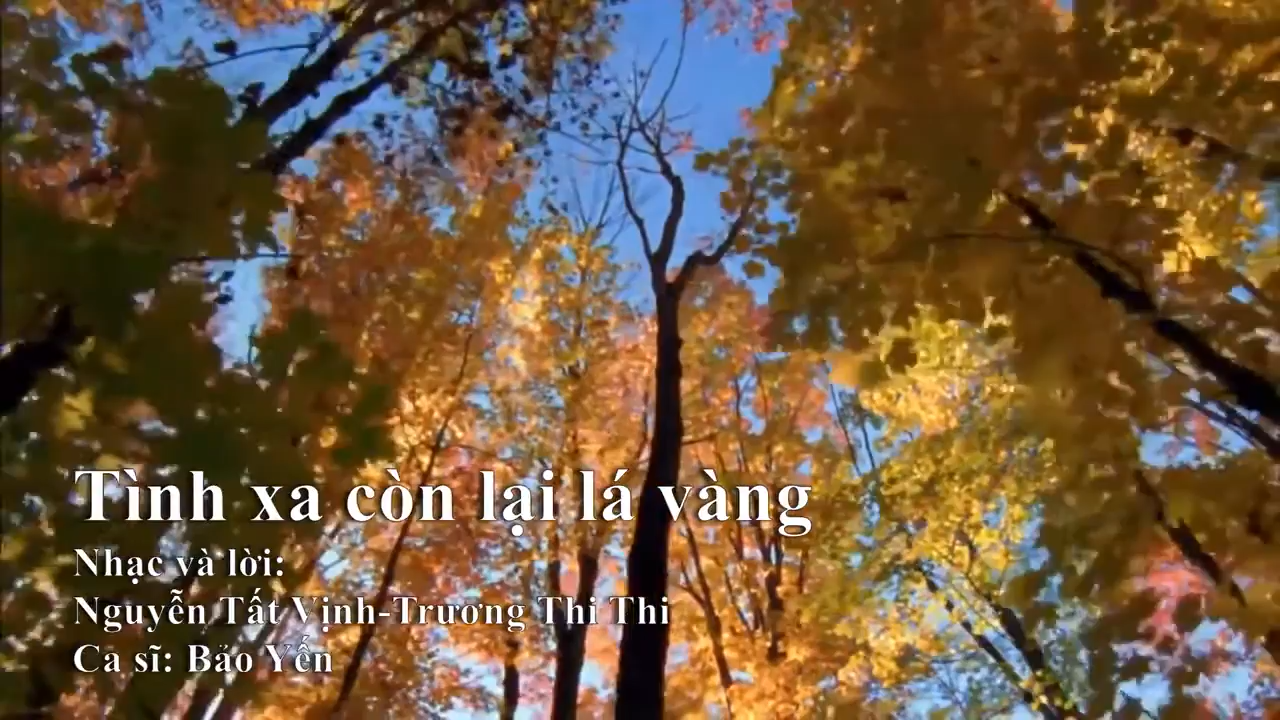 Tình xa còn lại lá vàng
Nhạc và lời:
Nguyễn Tất Vịnh-Trương Thi Thi
Ca sĩ: Bảo Yến